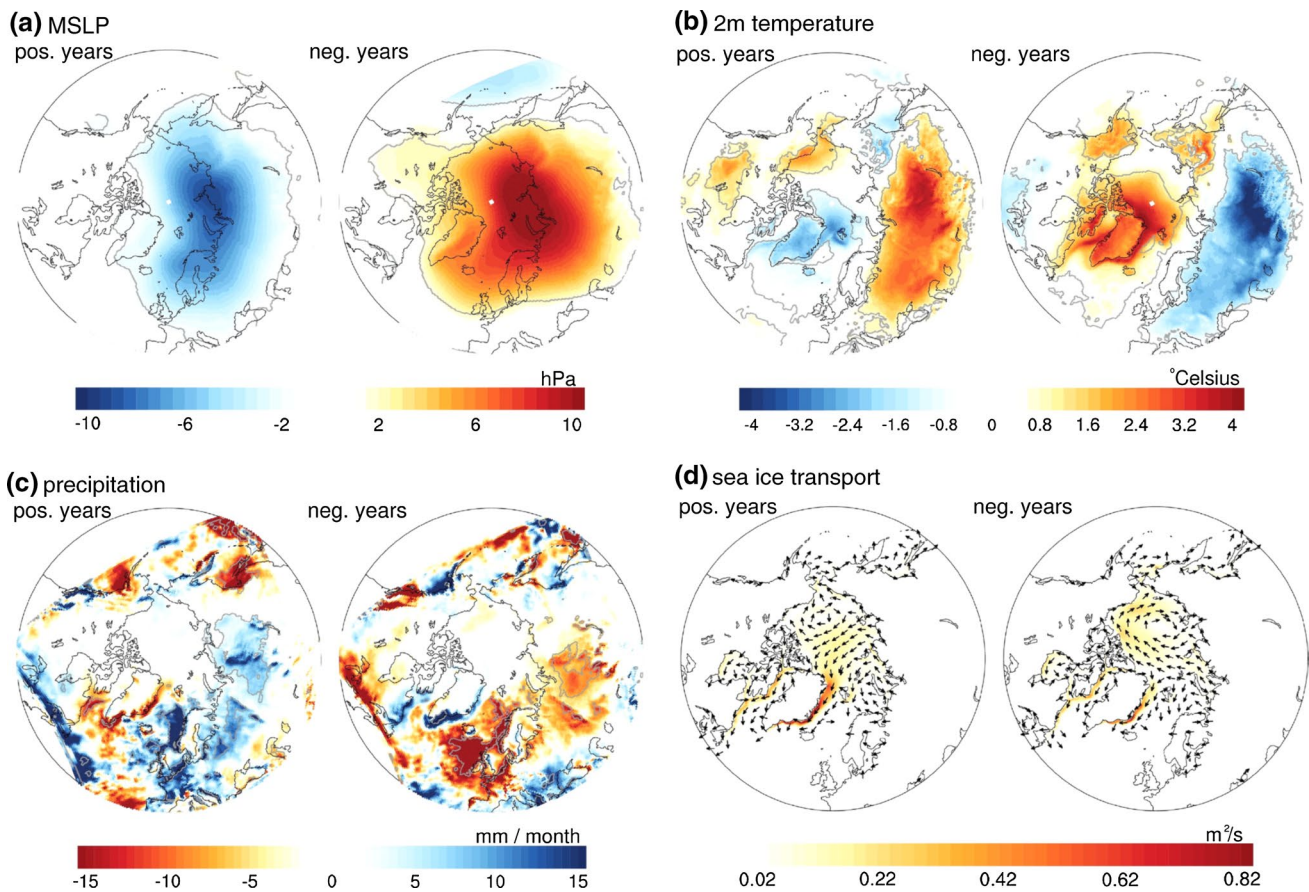 (a) MSLP
pos. years neg. years
hPa
-10 -6 -2 2 6 10
(b) 2m temperature
pos. years neg. years
°Celsius
-4 -3.2 -2.4 -1.6 -0.8 0 0.8 1.6 2.4 3.2 4
(c) precipitation
pos. years neg. years
mm / month
-15 -10 -5 0 5 10 15
(d) sea ice transport
pos. years neg. years
m²/s
0.02 0.22 0.42 0.62 0.82